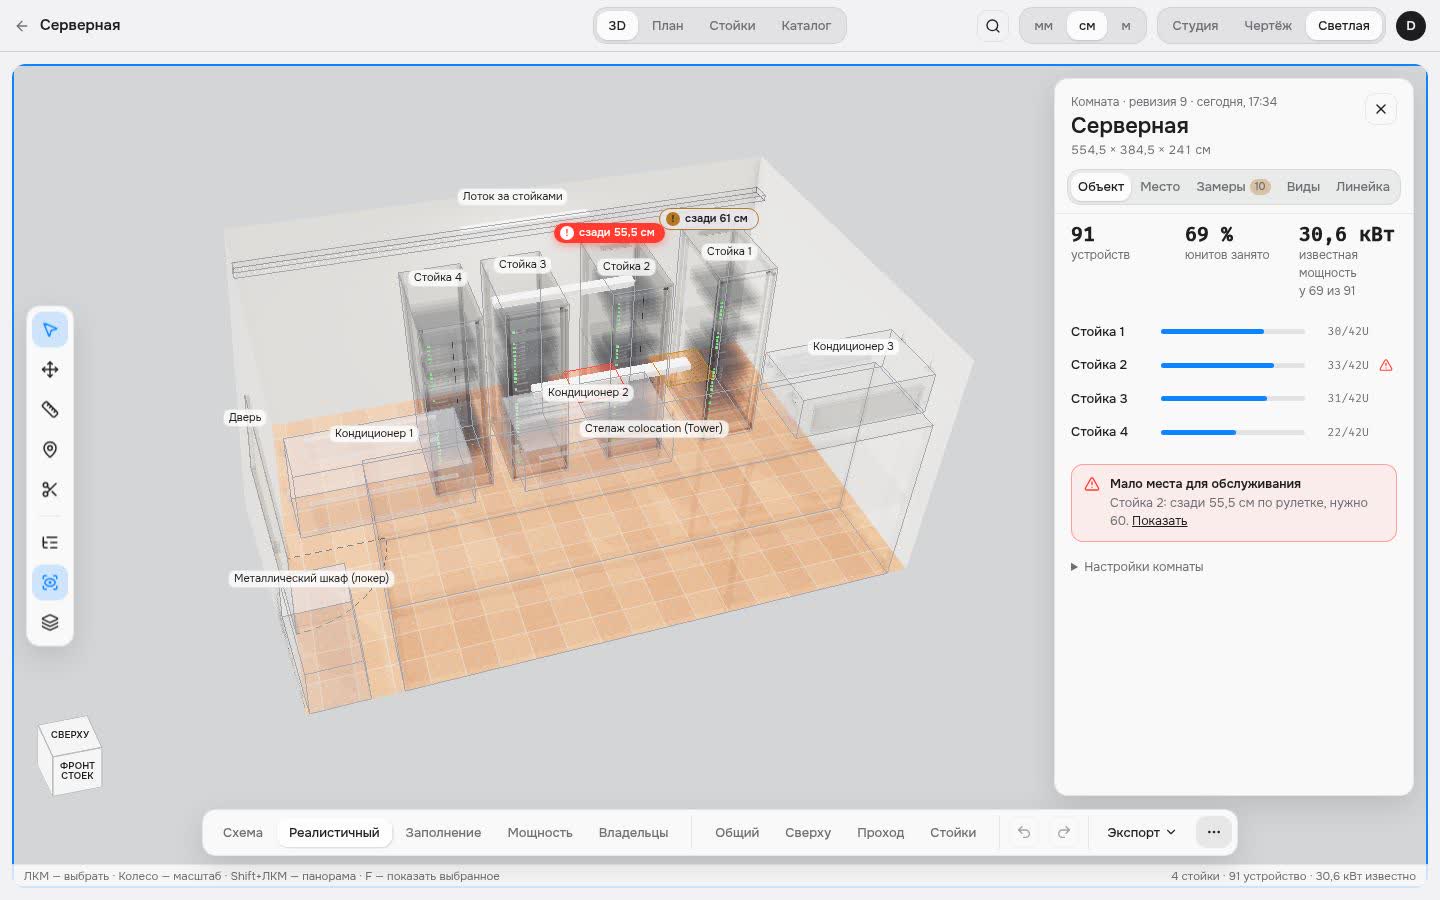 Серверная
3D План Стойки Каталог
мм см м
Студия Чертёж Светлая
D
Комната · ревизия 9 · сегодня, 17:34
Серверная
554,5 × 384,5 × 241 см
Объект Место Замеры 10 Виды Линейка
91
устройств
69 %
юнитов занято
30,6 кВт
известная
мощность
у 69 из 91
Стойка 1 30/42U
Стойка 2 33/42U
Стойка 3 31/42U
Стойка 4 22/42U
Мало места для обслуживания
Стойка 2: сзади 55,5 см по рулетке, нужно
60. Показать
Настройки комнаты
Лоток за стойками
! сзади 61 см
! сзади 55,5 см
Стойка 1
Стойка 2
Стойка 3
Стойка 4
Кондиционер 3
Кондиционер 2
Дверь
Стелаж colocation (Tower)
Кондиционер 1
Металлический шкаф (локер)
СВЕРХУ
ФРОНТ
СТОЕК
Схема Реалистичный Заполнение Мощность Владельцы Общий Сверху Проход Стойки Экспорт
ЛКМ — выбрать · Колесо — масштаб · Shift+ЛКМ — панорама · F — показать выбранное
4 стойки · 91 устройство · 30,6 кВт известно